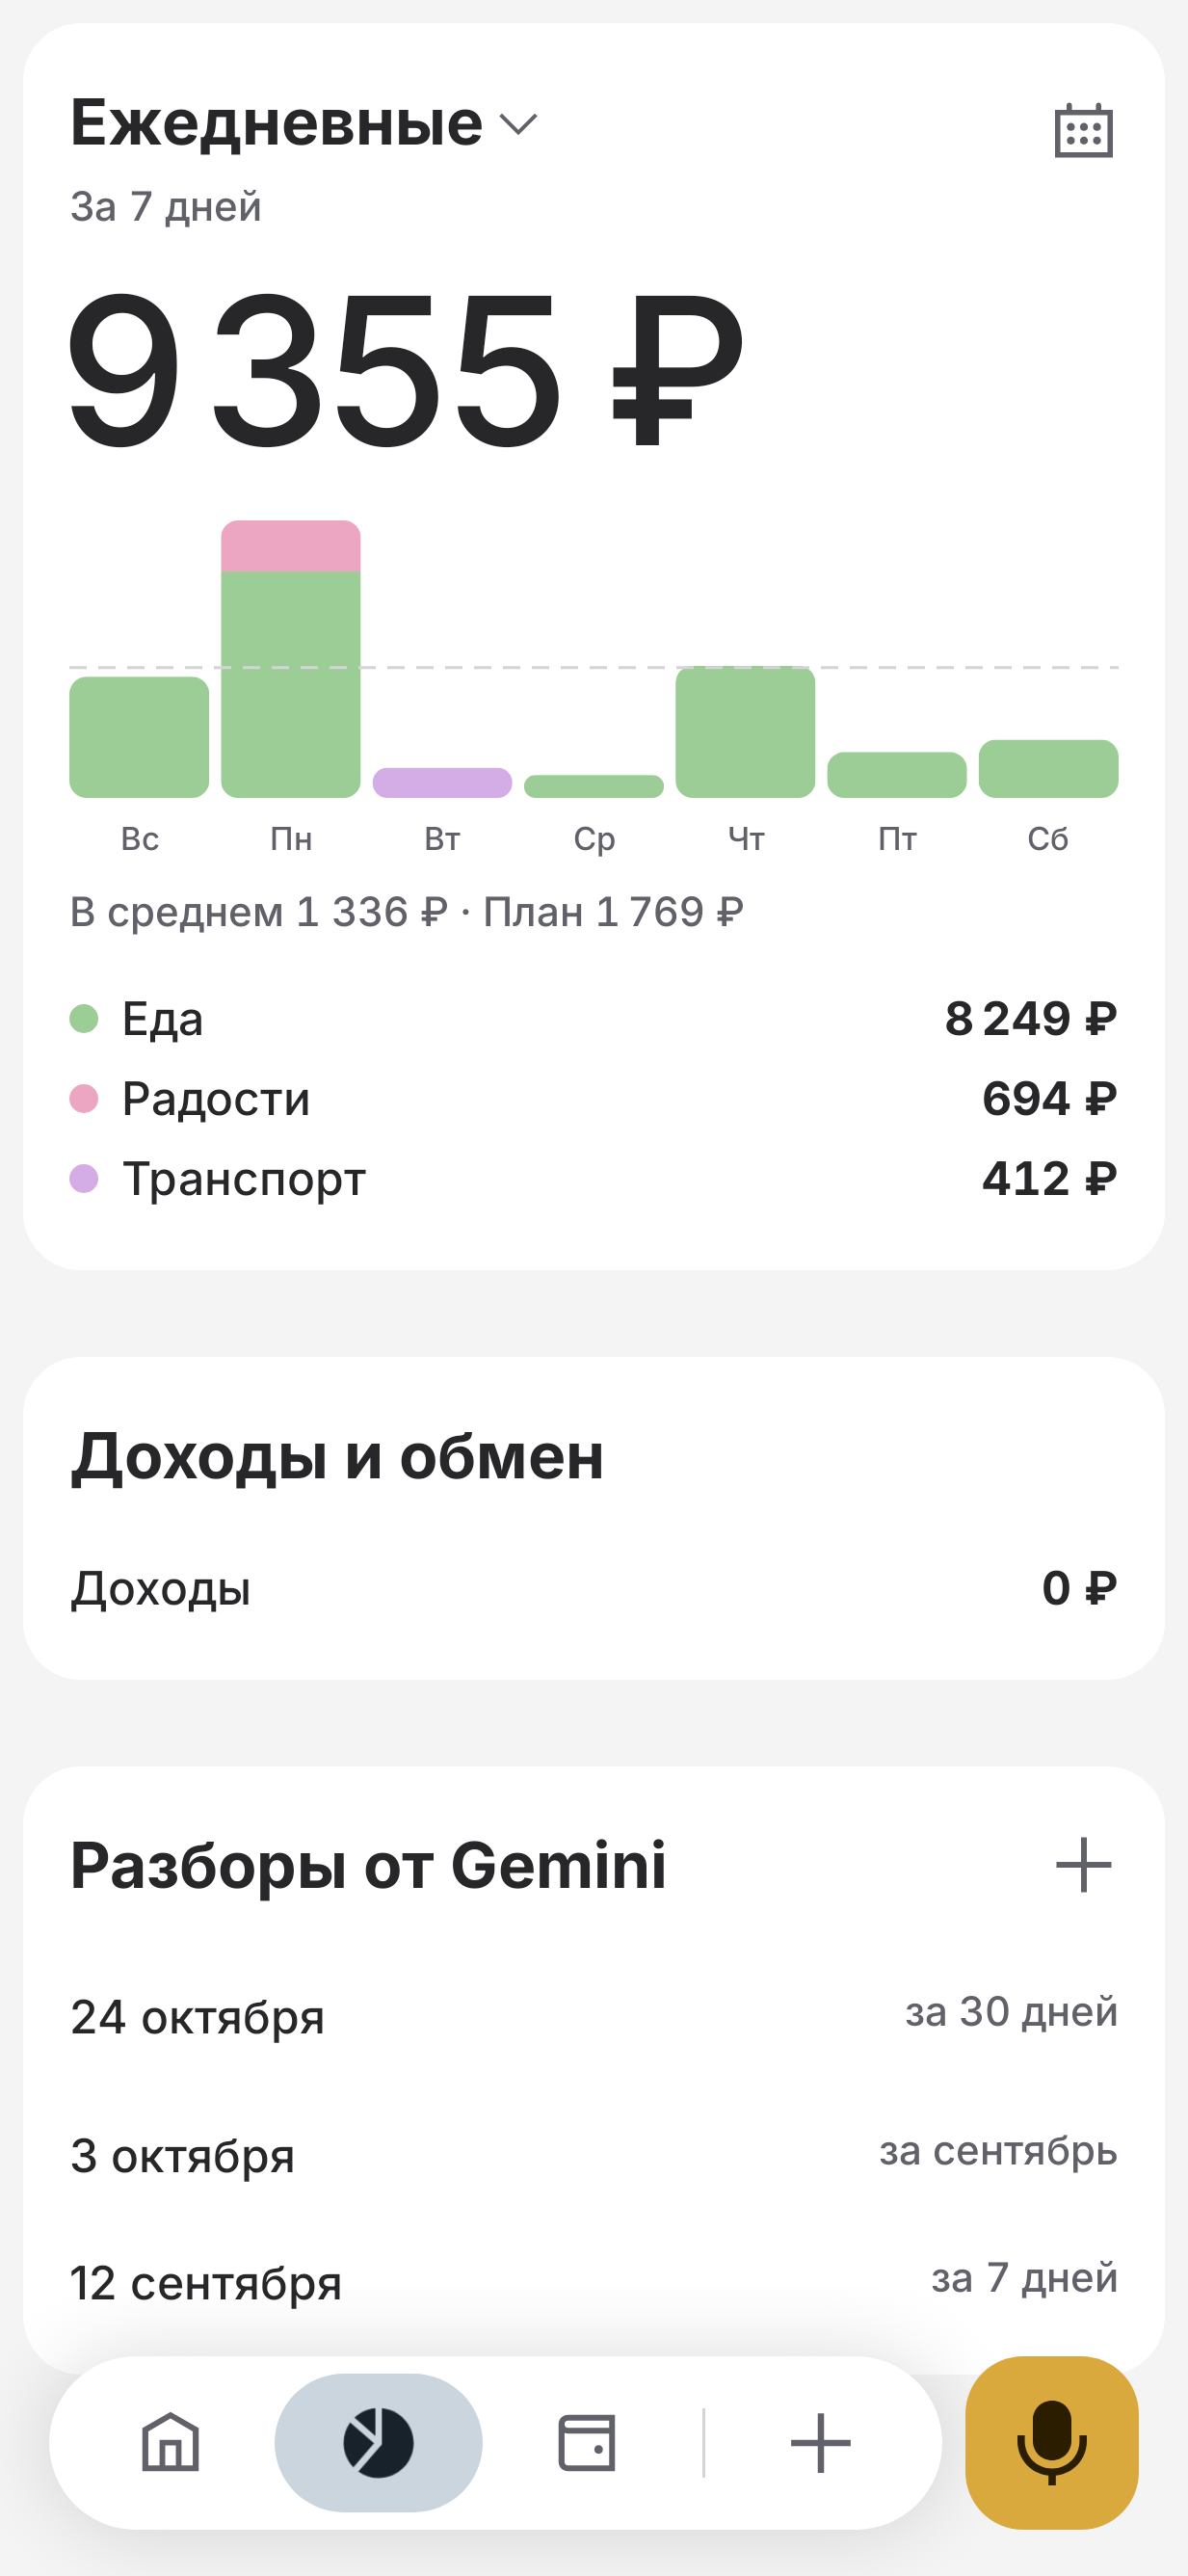 Ежедневные
За 7 дней
9 355 ₽
Вс Пн Вт Ср Чт Пт Сб
В среднем 1 336 ₽ · План 1 769 ₽
Еда 8 249 ₽
Радости 694 ₽
Транспорт 412 ₽
Доходы и обмен
Доходы 0 ₽
Разборы от Gemini
24 октября за 30 дней
3 октября за сентябрь
12 сентября за 7 дней